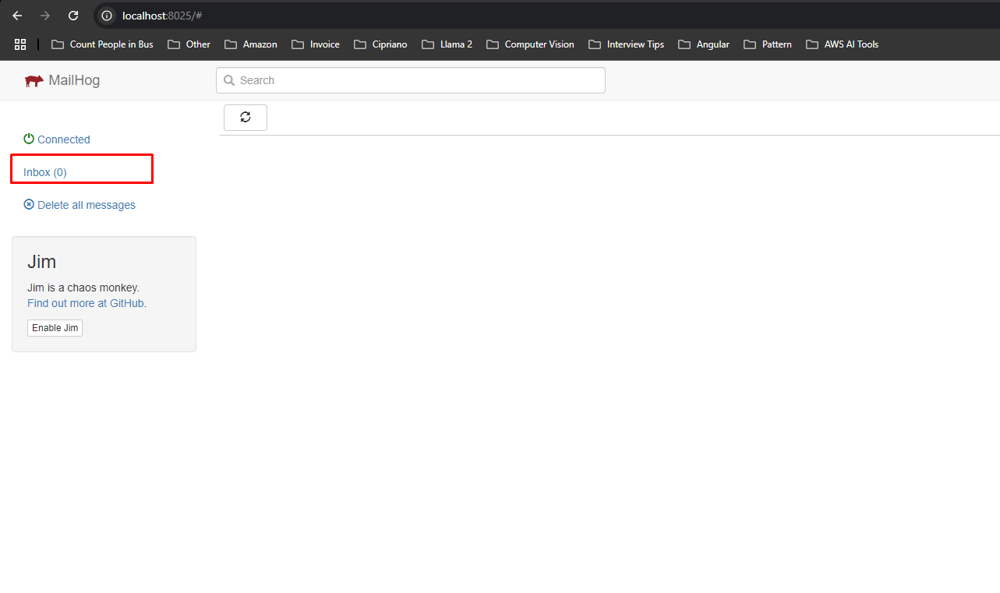 localhost:8025/#
Count People in Bus Other Amazon Invoice Cipriano Llama 2 Computer Vision Interview Tips Angular Pattern AWS AI Tools
MailHog Search
Connected
Inbox (0)
Delete all messages
Jim
Jim is a chaos monkey.
Find out more at GitHub.
Enable Jim